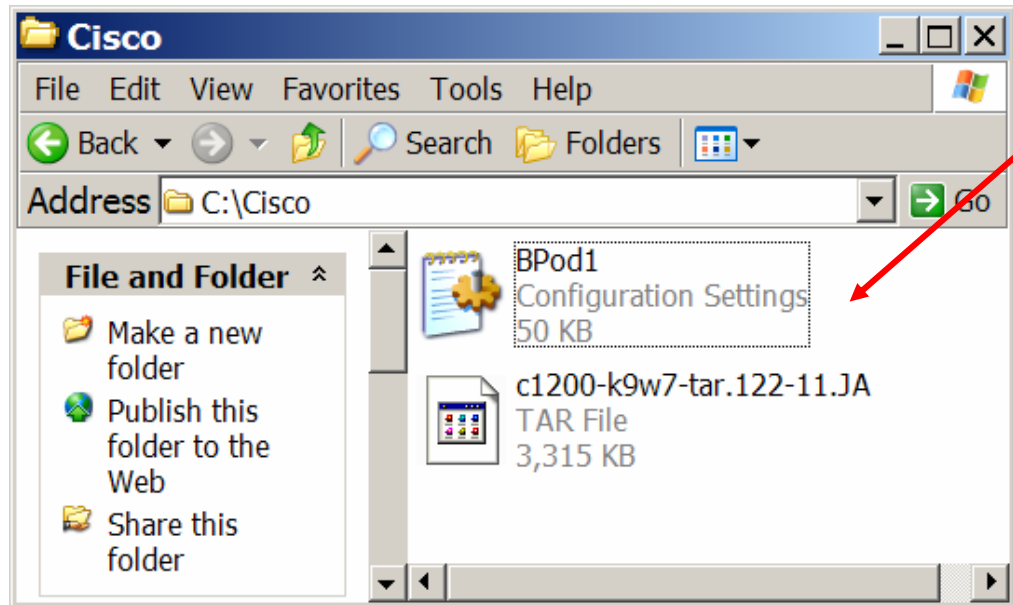 Cisco
File Edit View Favorites Tools Help
Back Search Folders
Address C:\Cisco Go
File and Folder
Make a new
folder
Publish this
folder to the
Web
Share this
folder
BPod1
Configuration Settings
50 KB
c1200-k9w7-tar.122-11.JA
TAR File
3,315 KB